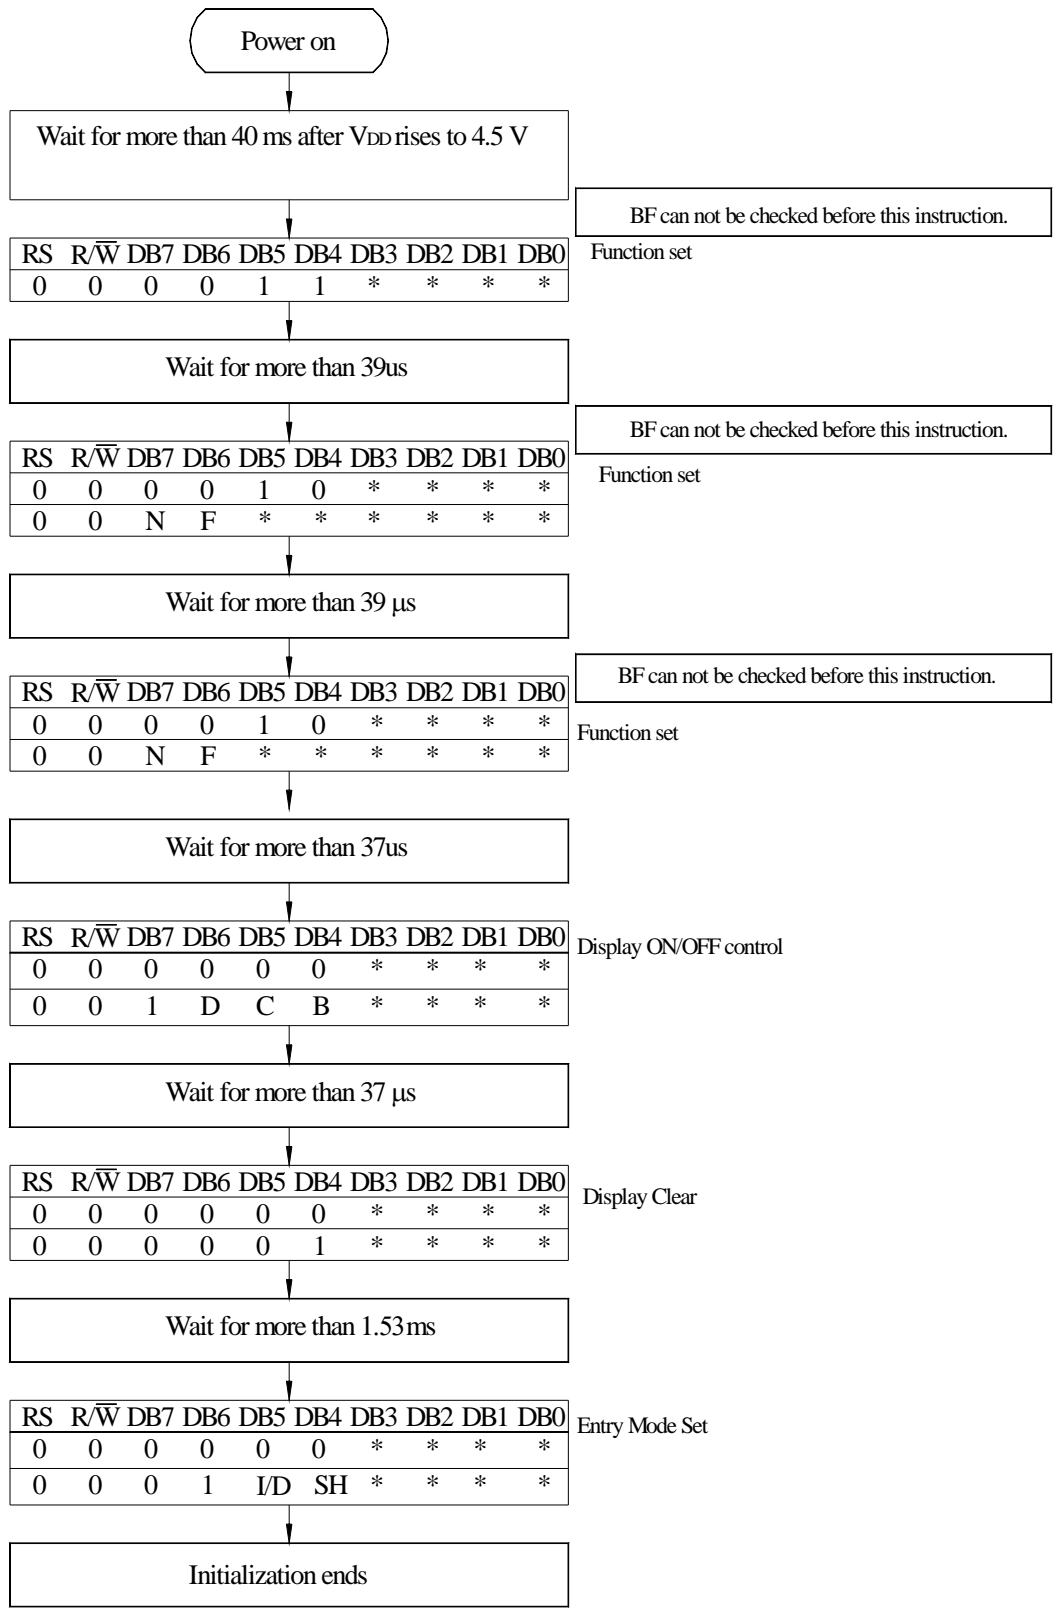 Power on
Wait for more than 40 ms after VDD rises to 4.5 V
BF can not be checked before this instruction.
RS R/W̅ DB7 DB6 DB5 DB4 DB3 DB2 DB1 DB0
Function set
0 0 0 0 1 1 * * * *
Wait for more than 39us
BF can not be checked before this instruction.
RS R/W̅ DB7 DB6 DB5 DB4 DB3 DB2 DB1 DB0
Function set
0 0 0 0 1 0 * * * *
0 0 N F * * * * * *
Wait for more than 39 μs
BF can not be checked before this instruction.
RS R/W̅ DB7 DB6 DB5 DB4 DB3 DB2 DB1 DB0
0 0 0 0 1 0 * * * *
Function set
0 0 N F * * * * * *
Wait for more than 37us
RS R/W̅ DB7 DB6 DB5 DB4 DB3 DB2 DB1 DB0
Display ON/OFF control
0 0 0 0 0 0 * * * *
0 0 1 D C B * * * *
Wait for more than 37 μs
RS R/W̅ DB7 DB6 DB5 DB4 DB3 DB2 DB1 DB0
Display Clear
0 0 0 0 0 0 * * * *
0 0 0 0 0 1 * * * *
Wait for more than 1.53ms
RS R/W̅ DB7 DB6 DB5 DB4 DB3 DB2 DB1 DB0
Entry Mode Set
0 0 0 0 0 0 * * * *
0 0 0 1 I/D SH * * * *
Initialization ends